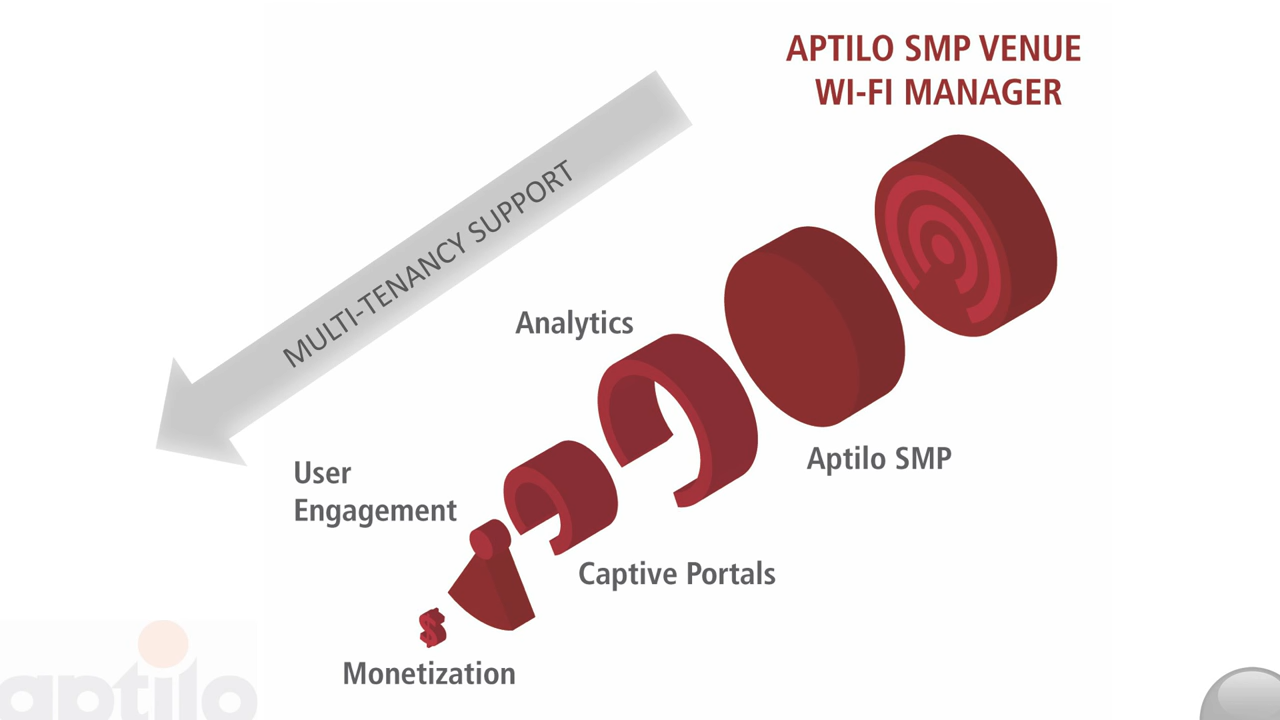 APTILO SMP VENUE
WI-FI MANAGER
MULTI-TENANCY SUPPORT
Analytics
Aptilo SMP
User
Engagement
Captive Portals
$
Monetization
aptilo